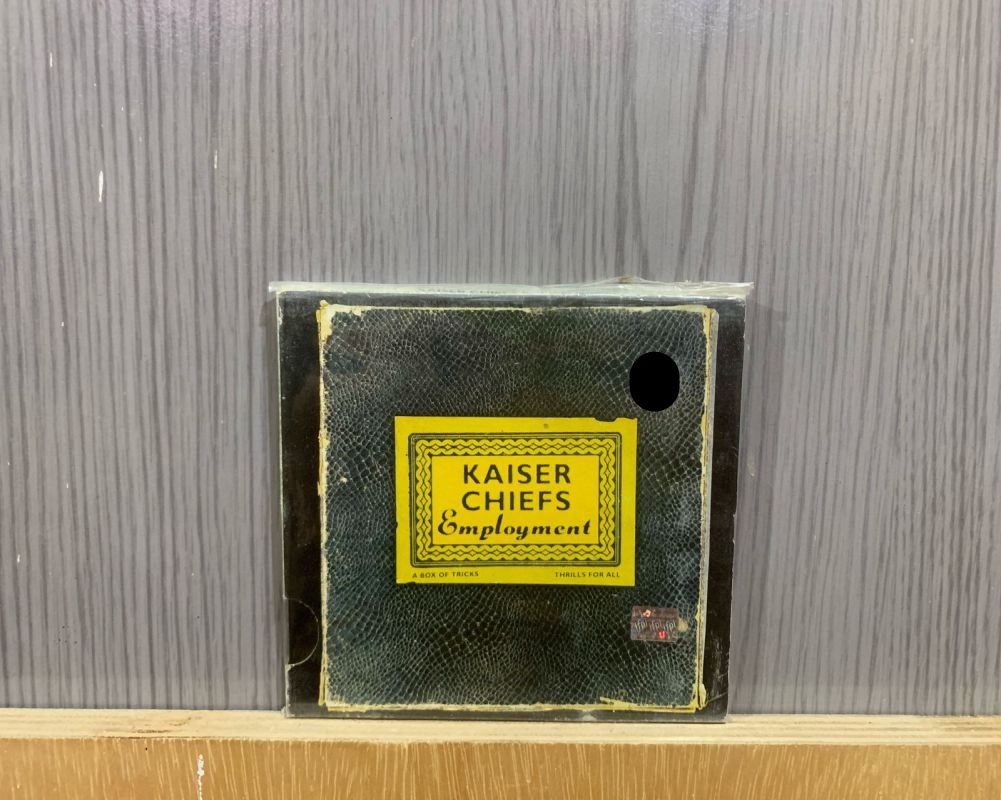 KAISER
CHIEFS
Employment
A BOX OF TRICKS THRILLS FOR ALL